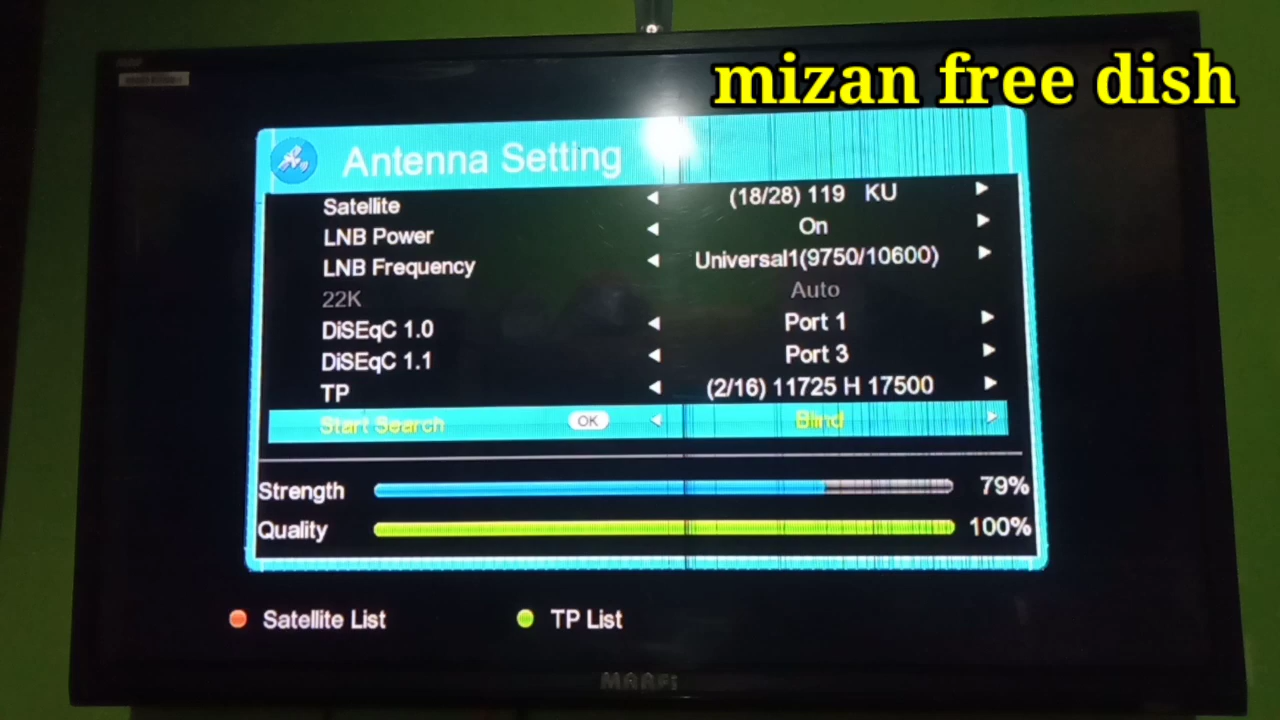 mizan free dish
Antenna Setting
Satellite (18/28) 119 KU
LNB Power On
LNB Frequency Universal1(9750/10600)
22K Auto
DiSEqC 1.0 Port 1
DiSEqC 1.1 Port 3
TP (2/16) 11725 H 17500
Start Search OK Blind
Strength 79%
Quality 100%
Satellite List TP List